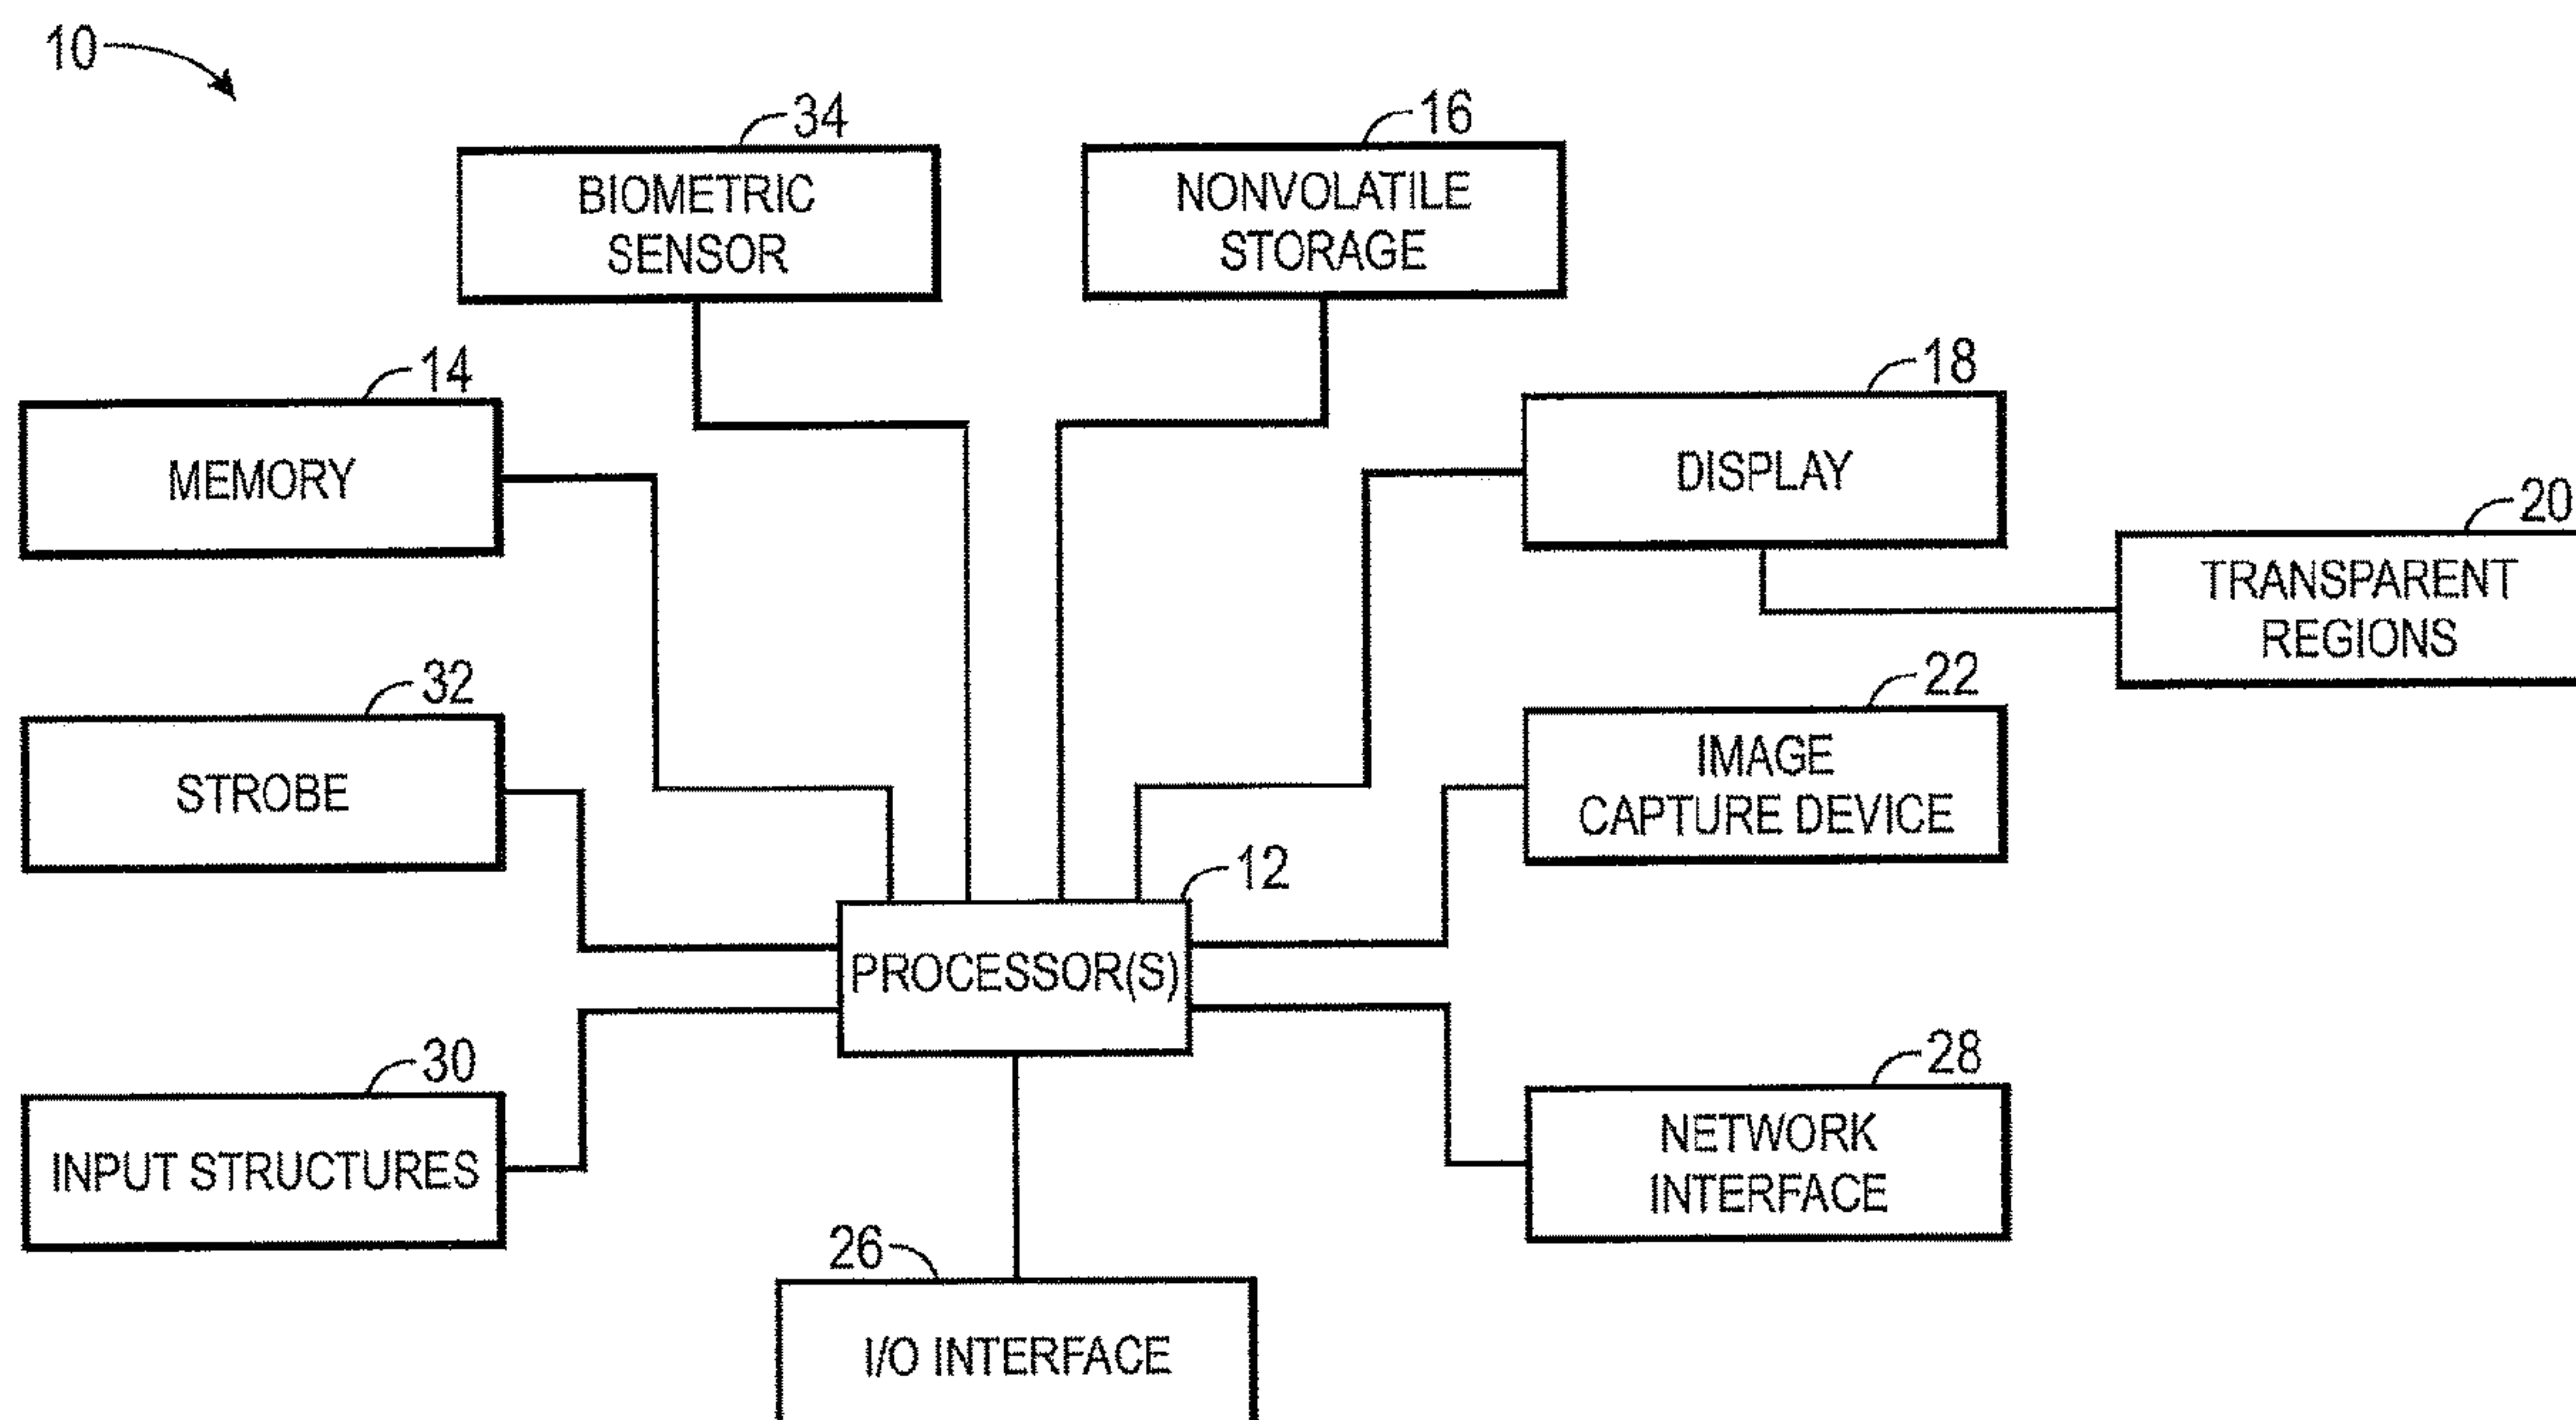 10
34
BIOMETRIC
SENSOR
16
NONVOLATILE
STORAGE
14
MEMORY
18
DISPLAY
20
TRANSPARENT
REGIONS
32
STROBE
22
IMAGE
CAPTURE DEVICE
12
PROCESSOR(S)
30
INPUT STRUCTURES
28
NETWORK
INTERFACE
26
I/O INTERFACE